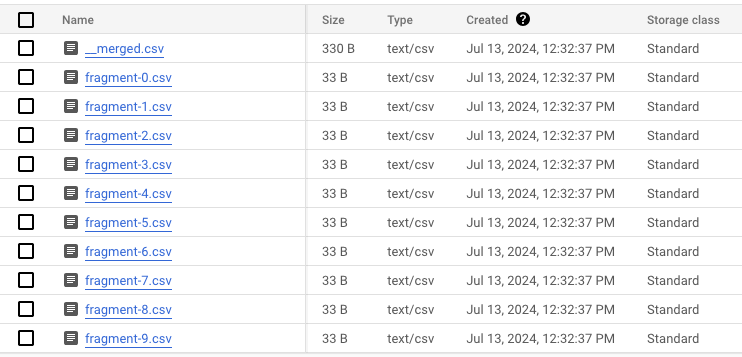 Name Size Type Created ? Storage class
__merged.csv 330 B text/csv Jul 13, 2024, 12:32:37 PM Standard
fragment-0.csv 33 B text/csv Jul 13, 2024, 12:32:37 PM Standard
fragment-1.csv 33 B text/csv Jul 13, 2024, 12:32:37 PM Standard
fragment-2.csv 33 B text/csv Jul 13, 2024, 12:32:37 PM Standard
fragment-3.csv 33 B text/csv Jul 13, 2024, 12:32:37 PM Standard
fragment-4.csv 33 B text/csv Jul 13, 2024, 12:32:37 PM Standard
fragment-5.csv 33 B text/csv Jul 13, 2024, 12:32:37 PM Standard
fragment-6.csv 33 B text/csv Jul 13, 2024, 12:32:37 PM Standard
fragment-7.csv 33 B text/csv Jul 13, 2024, 12:32:37 PM Standard
fragment-8.csv 33 B text/csv Jul 13, 2024, 12:32:37 PM Standard
fragment-9.csv 33 B text/csv Jul 13, 2024, 12:32:37 PM Standard